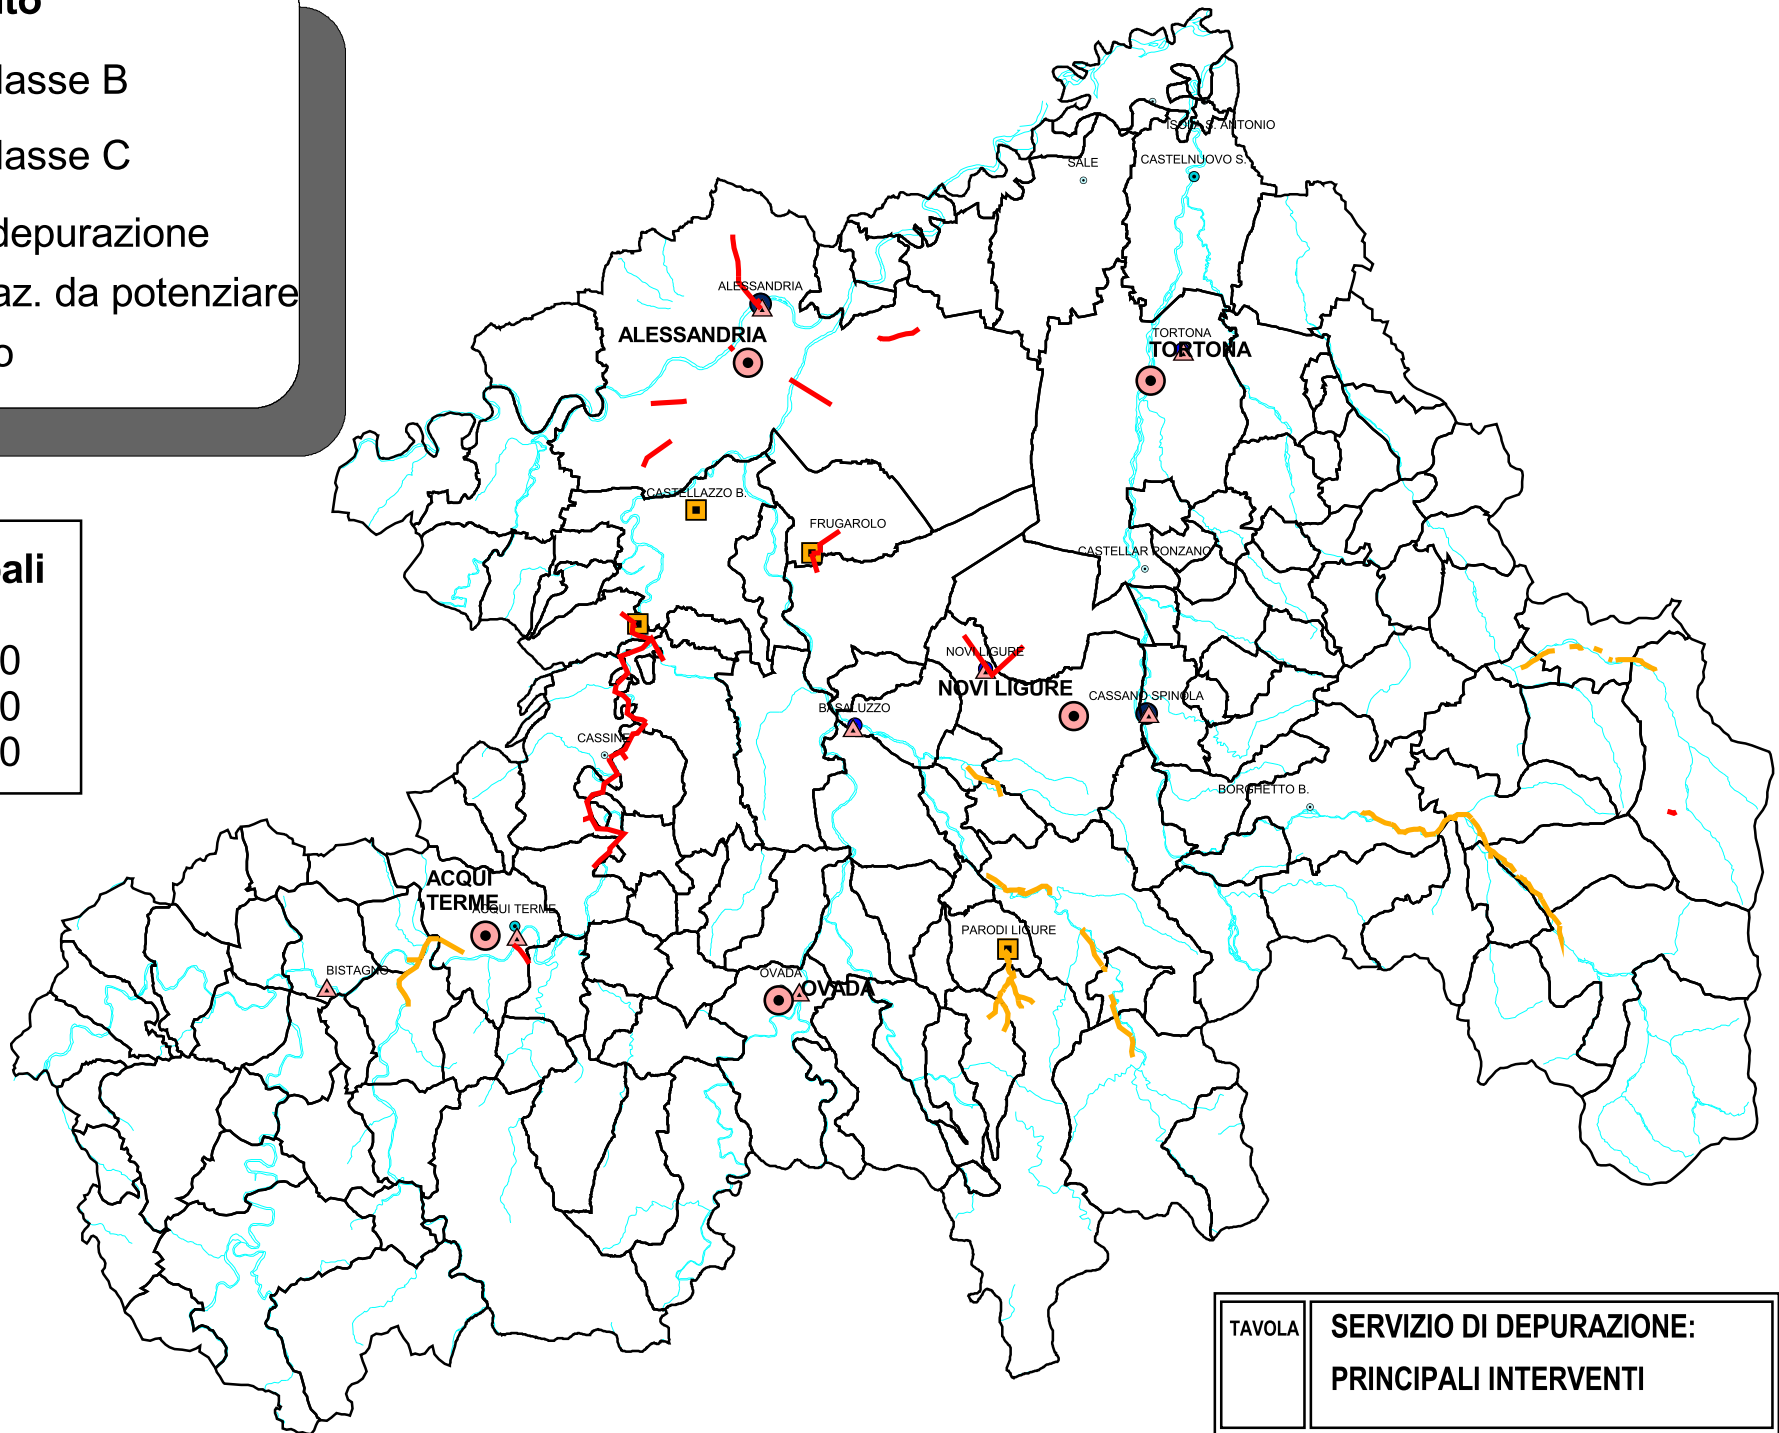 ito
lasse B
lasse C
depurazione
az. da potenziare
o
pali
0
0
0
ISOLA S. ANTONIO
SALE
CASTELNUOVO S.
ALESSANDRIA
ALESSANDRIA
TORTONA
TORTONA
CASTELLAZZO B.
FRUGAROLO
CASTELLAR PONZANO
NOVI LIGURE
NOVI LIGURE
CASSANO SPINOLA
BASALUZZO
CASSINE
BORGHETTO B.
ACQUI
TERME
ACQUI TERME
PARODI LIGURE
BISTAGNO
OVADA
OVADA
TAVOLA
SERVIZIO DI DEPURAZIONE:
PRINCIPALI INTERVENTI